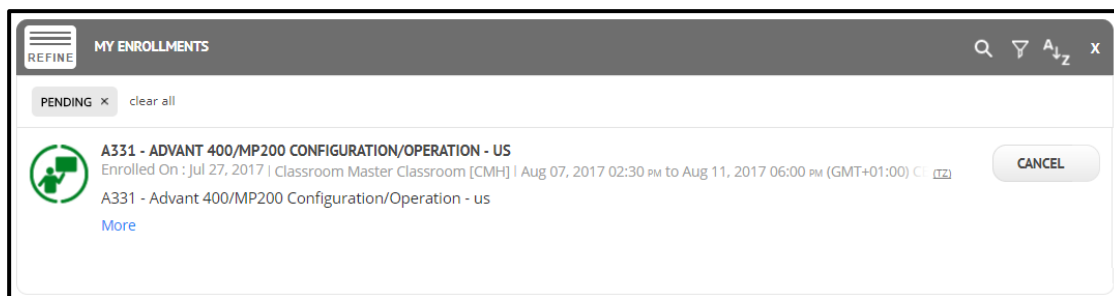 REFINE
MY ENROLLMENTS
A Z X
PENDING × clear all
A331 - ADVANT 400/MP200 CONFIGURATION/OPERATION - US
Enrolled On : Jul 27, 2017 | Classroom Master Classroom [CMH] | Aug 07, 2017 02:30 PM to Aug 11, 2017 06:00 PM (GMT+01:00) (TZ)
CANCEL
A331 - Advant 400/MP200 Configuration/Operation - us
More